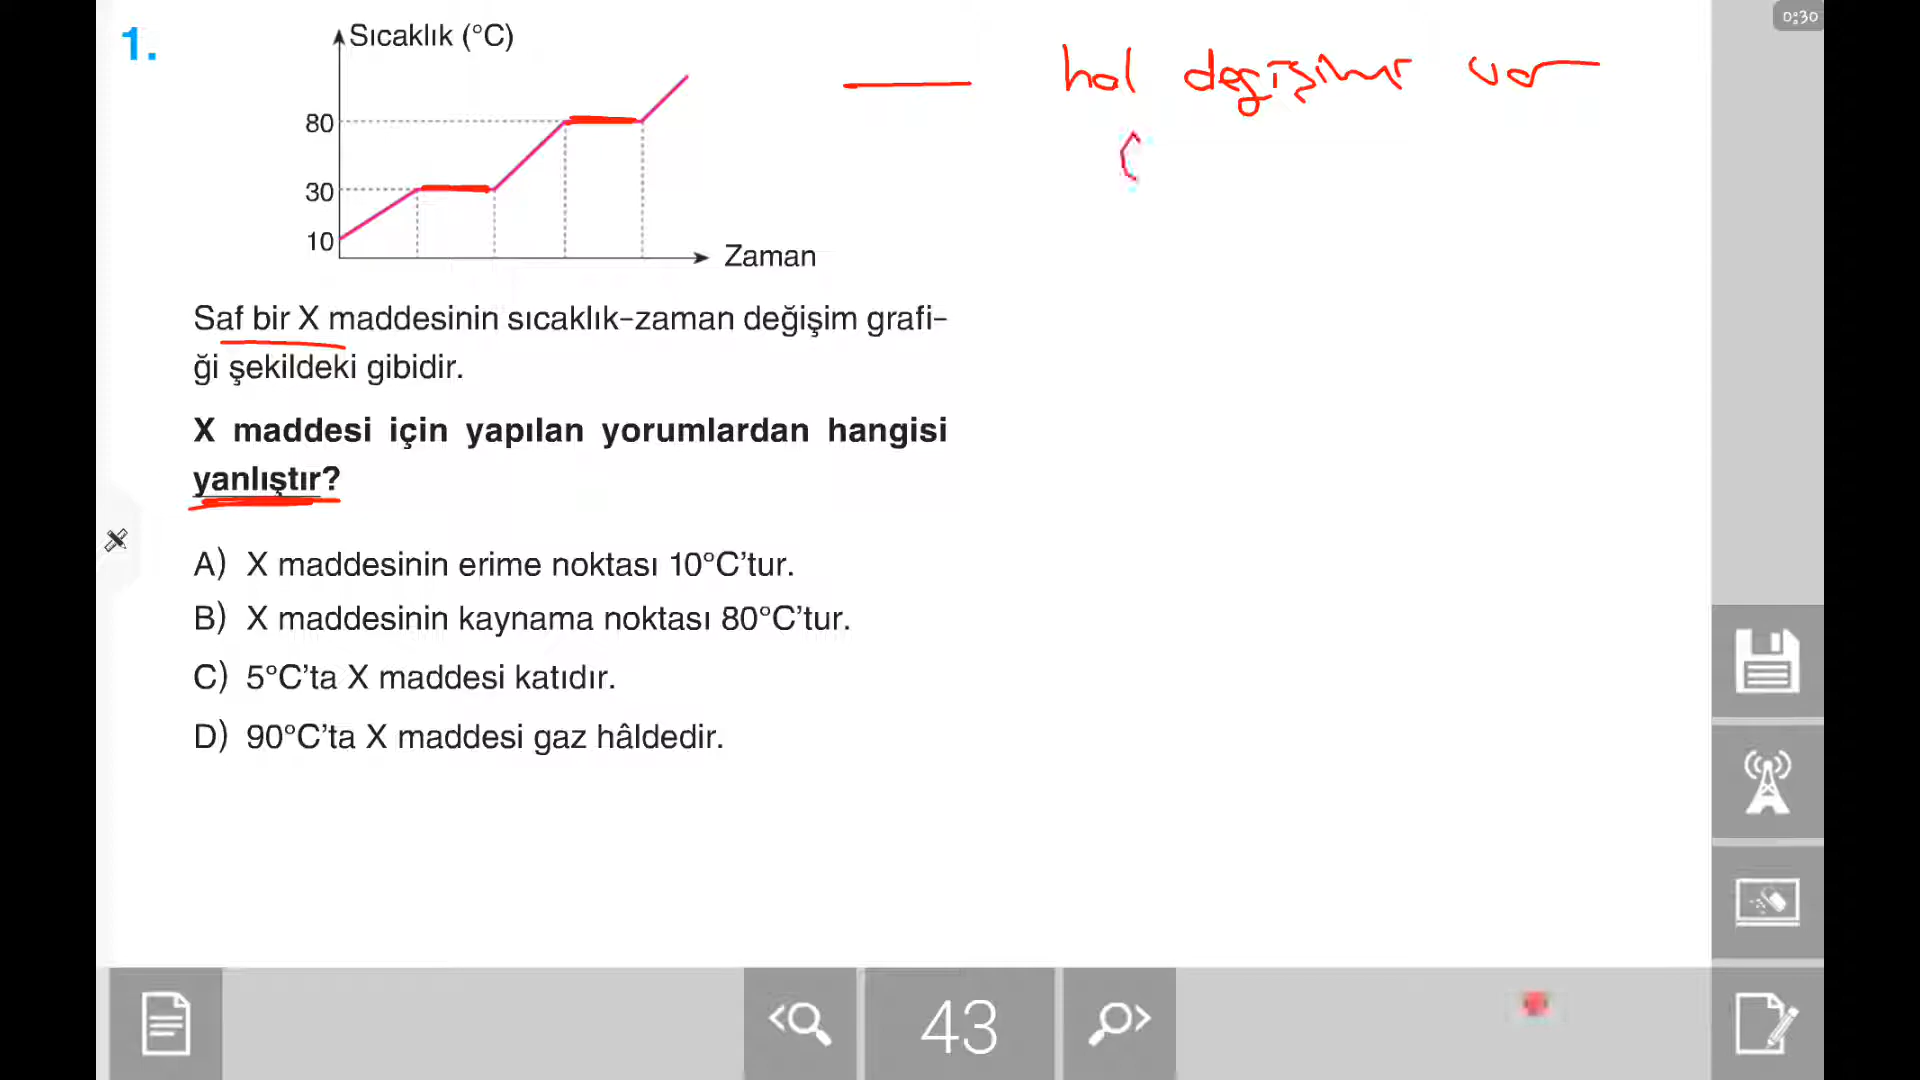 0:30
1.
Sıcaklık (°C)
80
30
10
Zaman
hal değişimi var
Saf bir X maddesinin sıcaklık-zaman değişim grafi-
ği şekildeki gibidir.
X maddesi için yapılan yorumlardan hangisi
yanlıştır?
A) X maddesinin erime noktası 10°C'tur.
B) X maddesinin kaynama noktası 80°C'tur.
C) 5°C'ta X maddesi katıdır.
D) 90°C'ta X maddesi gaz hâldedir.
43